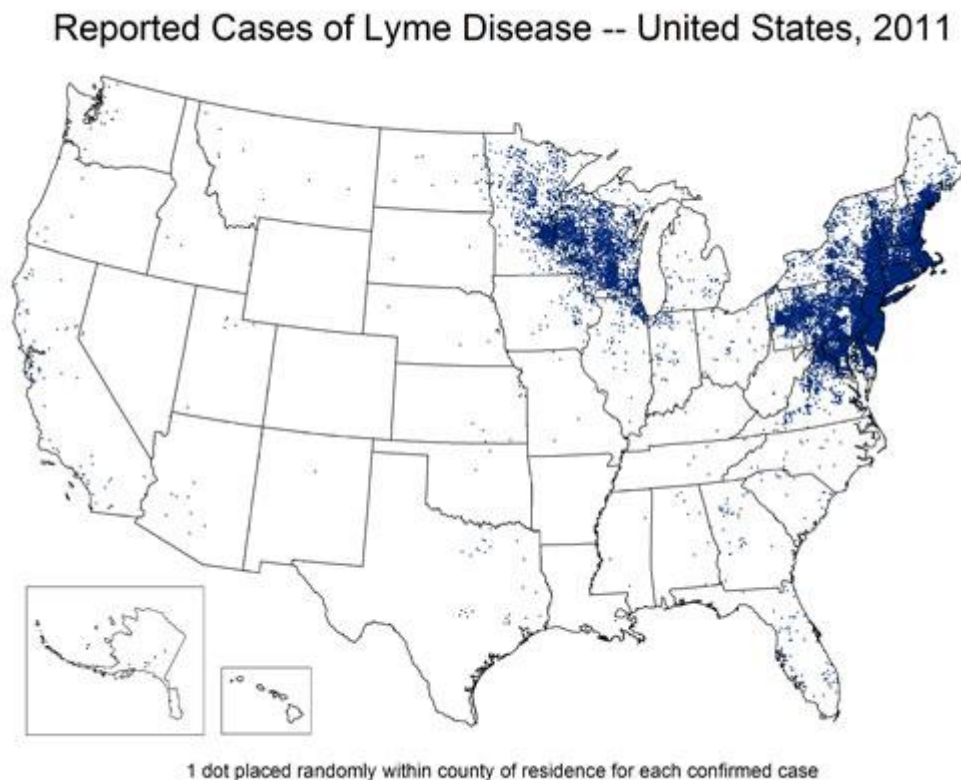 Reported Cases of Lyme Disease -- United States, 2011
1 dot placed randomly within county of residence for each confirmed case